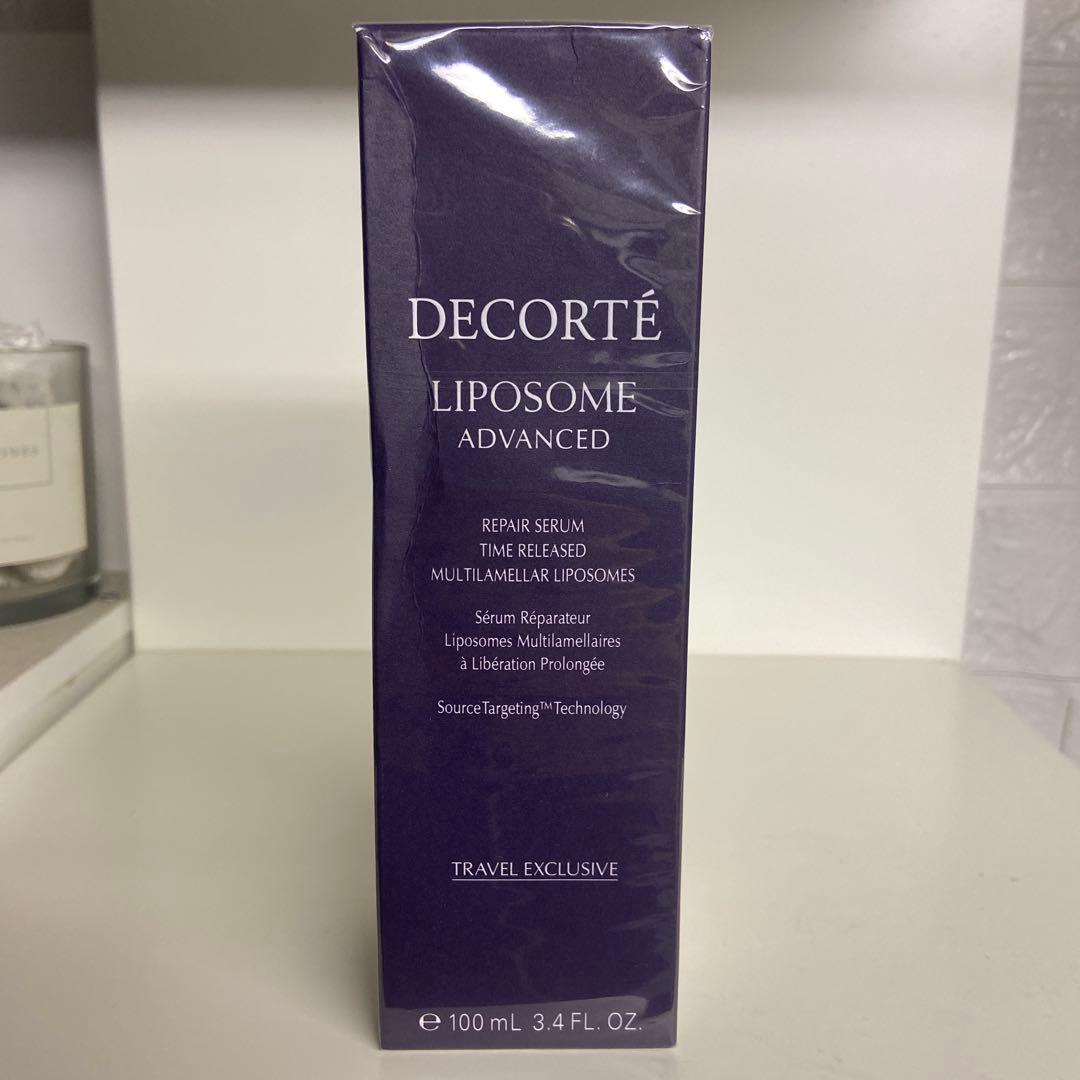 DECORTÉ
LIPOSOME
ADVANCED
REPAIR SERUM
TIME RELEASED
MULTILAMELLAR LIPOSOMES
Sérum Réparateur
Liposomes Multilamellaires
à Libération Prolongée
SourceTargeting™ Technology
TRAVEL EXCLUSIVE
℮ 100 mL 3.4 FL. OZ.